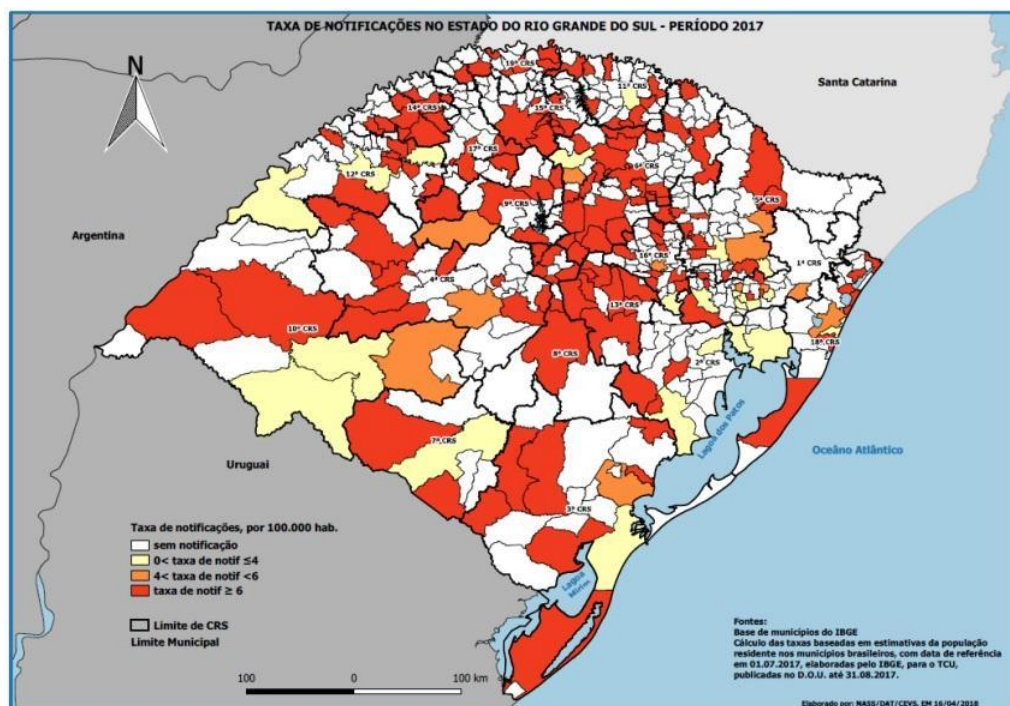 TAXA DE NOTIFICAÇÕES NO ESTADO DO RIO GRANDE DO SUL - PERÍODO 2017
N
Santa Catarina
Argentina
Uruguai
Oceâno Atlântico
Lagoa dos Patos
Lagoa
Mirim
19ª CRS
11ª CRS
14ª CRS
15ª CRS
17ª CRS
12ª CRS
6ª CRS
9ª CRS
5ª CRS
16ª CRS
1ª CRS
4ª CRS
13ª CRS
10ª CRS
18ª CRS
8ª CRS
2ª CRS
7ª CRS
3ª CRS
Taxa de notificações, por 100.000 hab.
sem notificação
0< taxa de notif ≤4
4< taxa de notif <6
taxa de notif ≥ 6
Limite de CRS
Limite Municipal
100 0 100 km
Fontes:
Base de municípios do IBGE
Cálculo das taxas baseadas em estimativas da população
residente nos municípios brasileiros, com data de referência
em 01.07.2017, elaboradas pelo IBGE, para o TCU,
publicadas no D.O.U. até 31.08.2017.
Elaborado por: NASS/DAT/CEVS, EM 16/04/2018